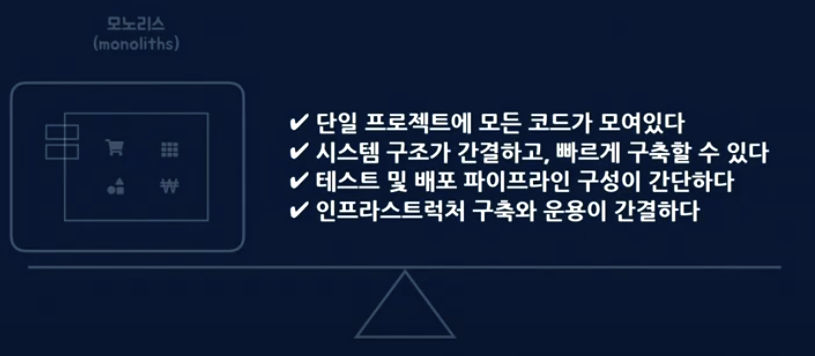 모노리스
(monoliths)
✔ 단일 프로젝트에 모든 코드가 모여있다
✔ 시스템 구조가 간결하고, 빠르게 구축할 수 있다
✔ 테스트 및 배포 파이프라인 구성이 간단하다
✔ 인프라스트럭처 구축와 운용이 간결하다
₩